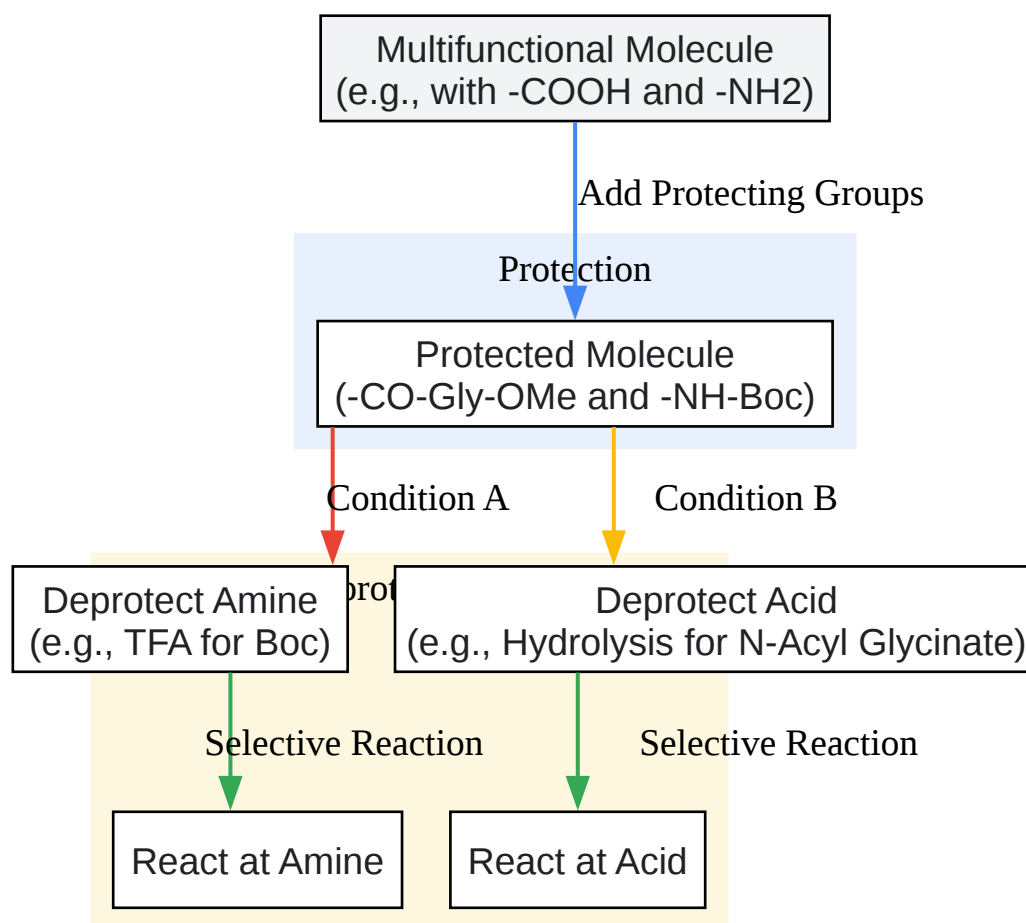 Multifunctional Molecule
(e.g., with -COOH and -NH2)
Add Protecting Groups
Protection
Protected Molecule
(-CO-Gly-OMe and -NH-Boc)
Condition A
Condition B
Deprotect Amine
(e.g., TFA for Boc)
Deprotect Acid
(e.g., Hydrolysis for N-Acyl Glycinate)
Selective Reaction
Selective Reaction
React at Amine
React at Acid